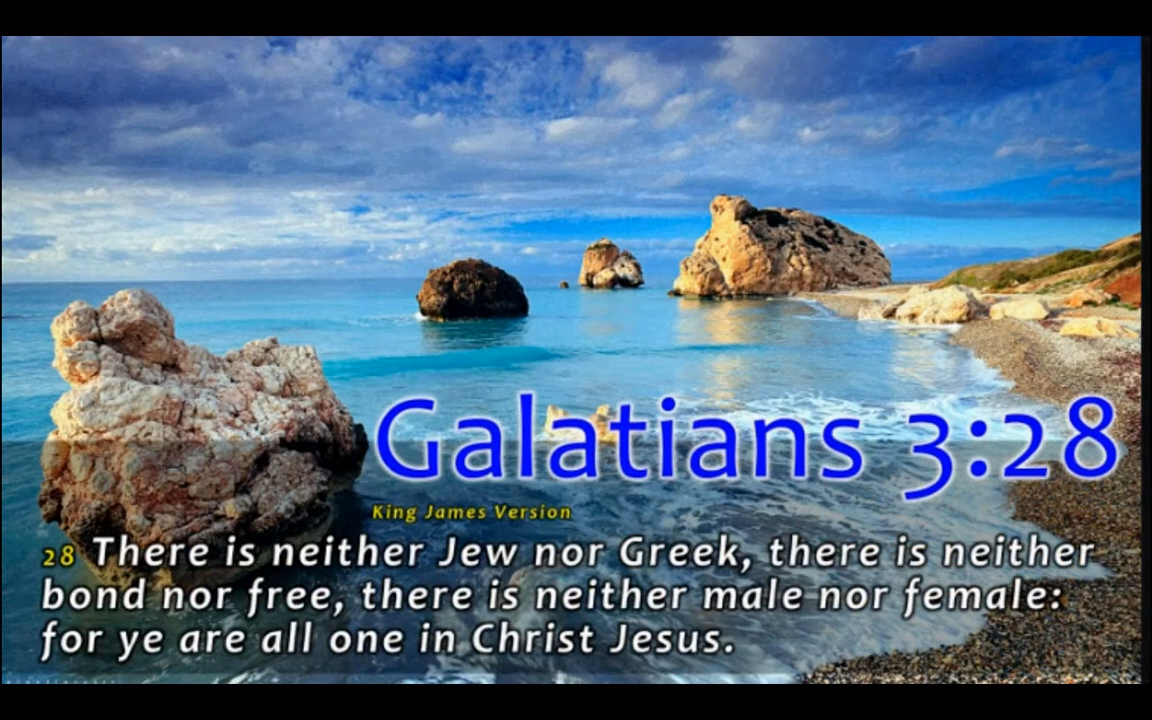 Galatians 3:28
King James Version
28 There is neither Jew nor Greek, there is neither
bond nor free, there is neither male nor female:
for ye are all one in Christ Jesus.